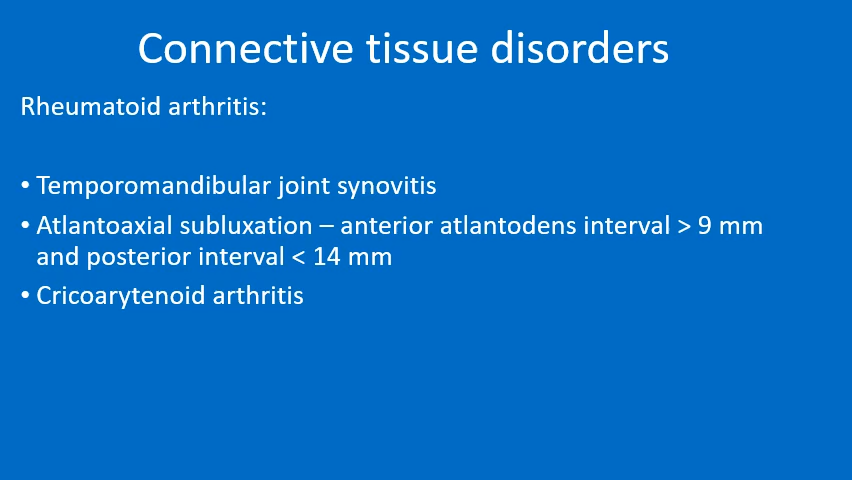 Connective tissue disorders
Rheumatoid arthritis:
• Temporomandibular joint synovitis
• Atlantoaxial subluxation – anterior atlantodens interval > 9 mm
and posterior interval < 14 mm
• Cricoarytenoid arthritis